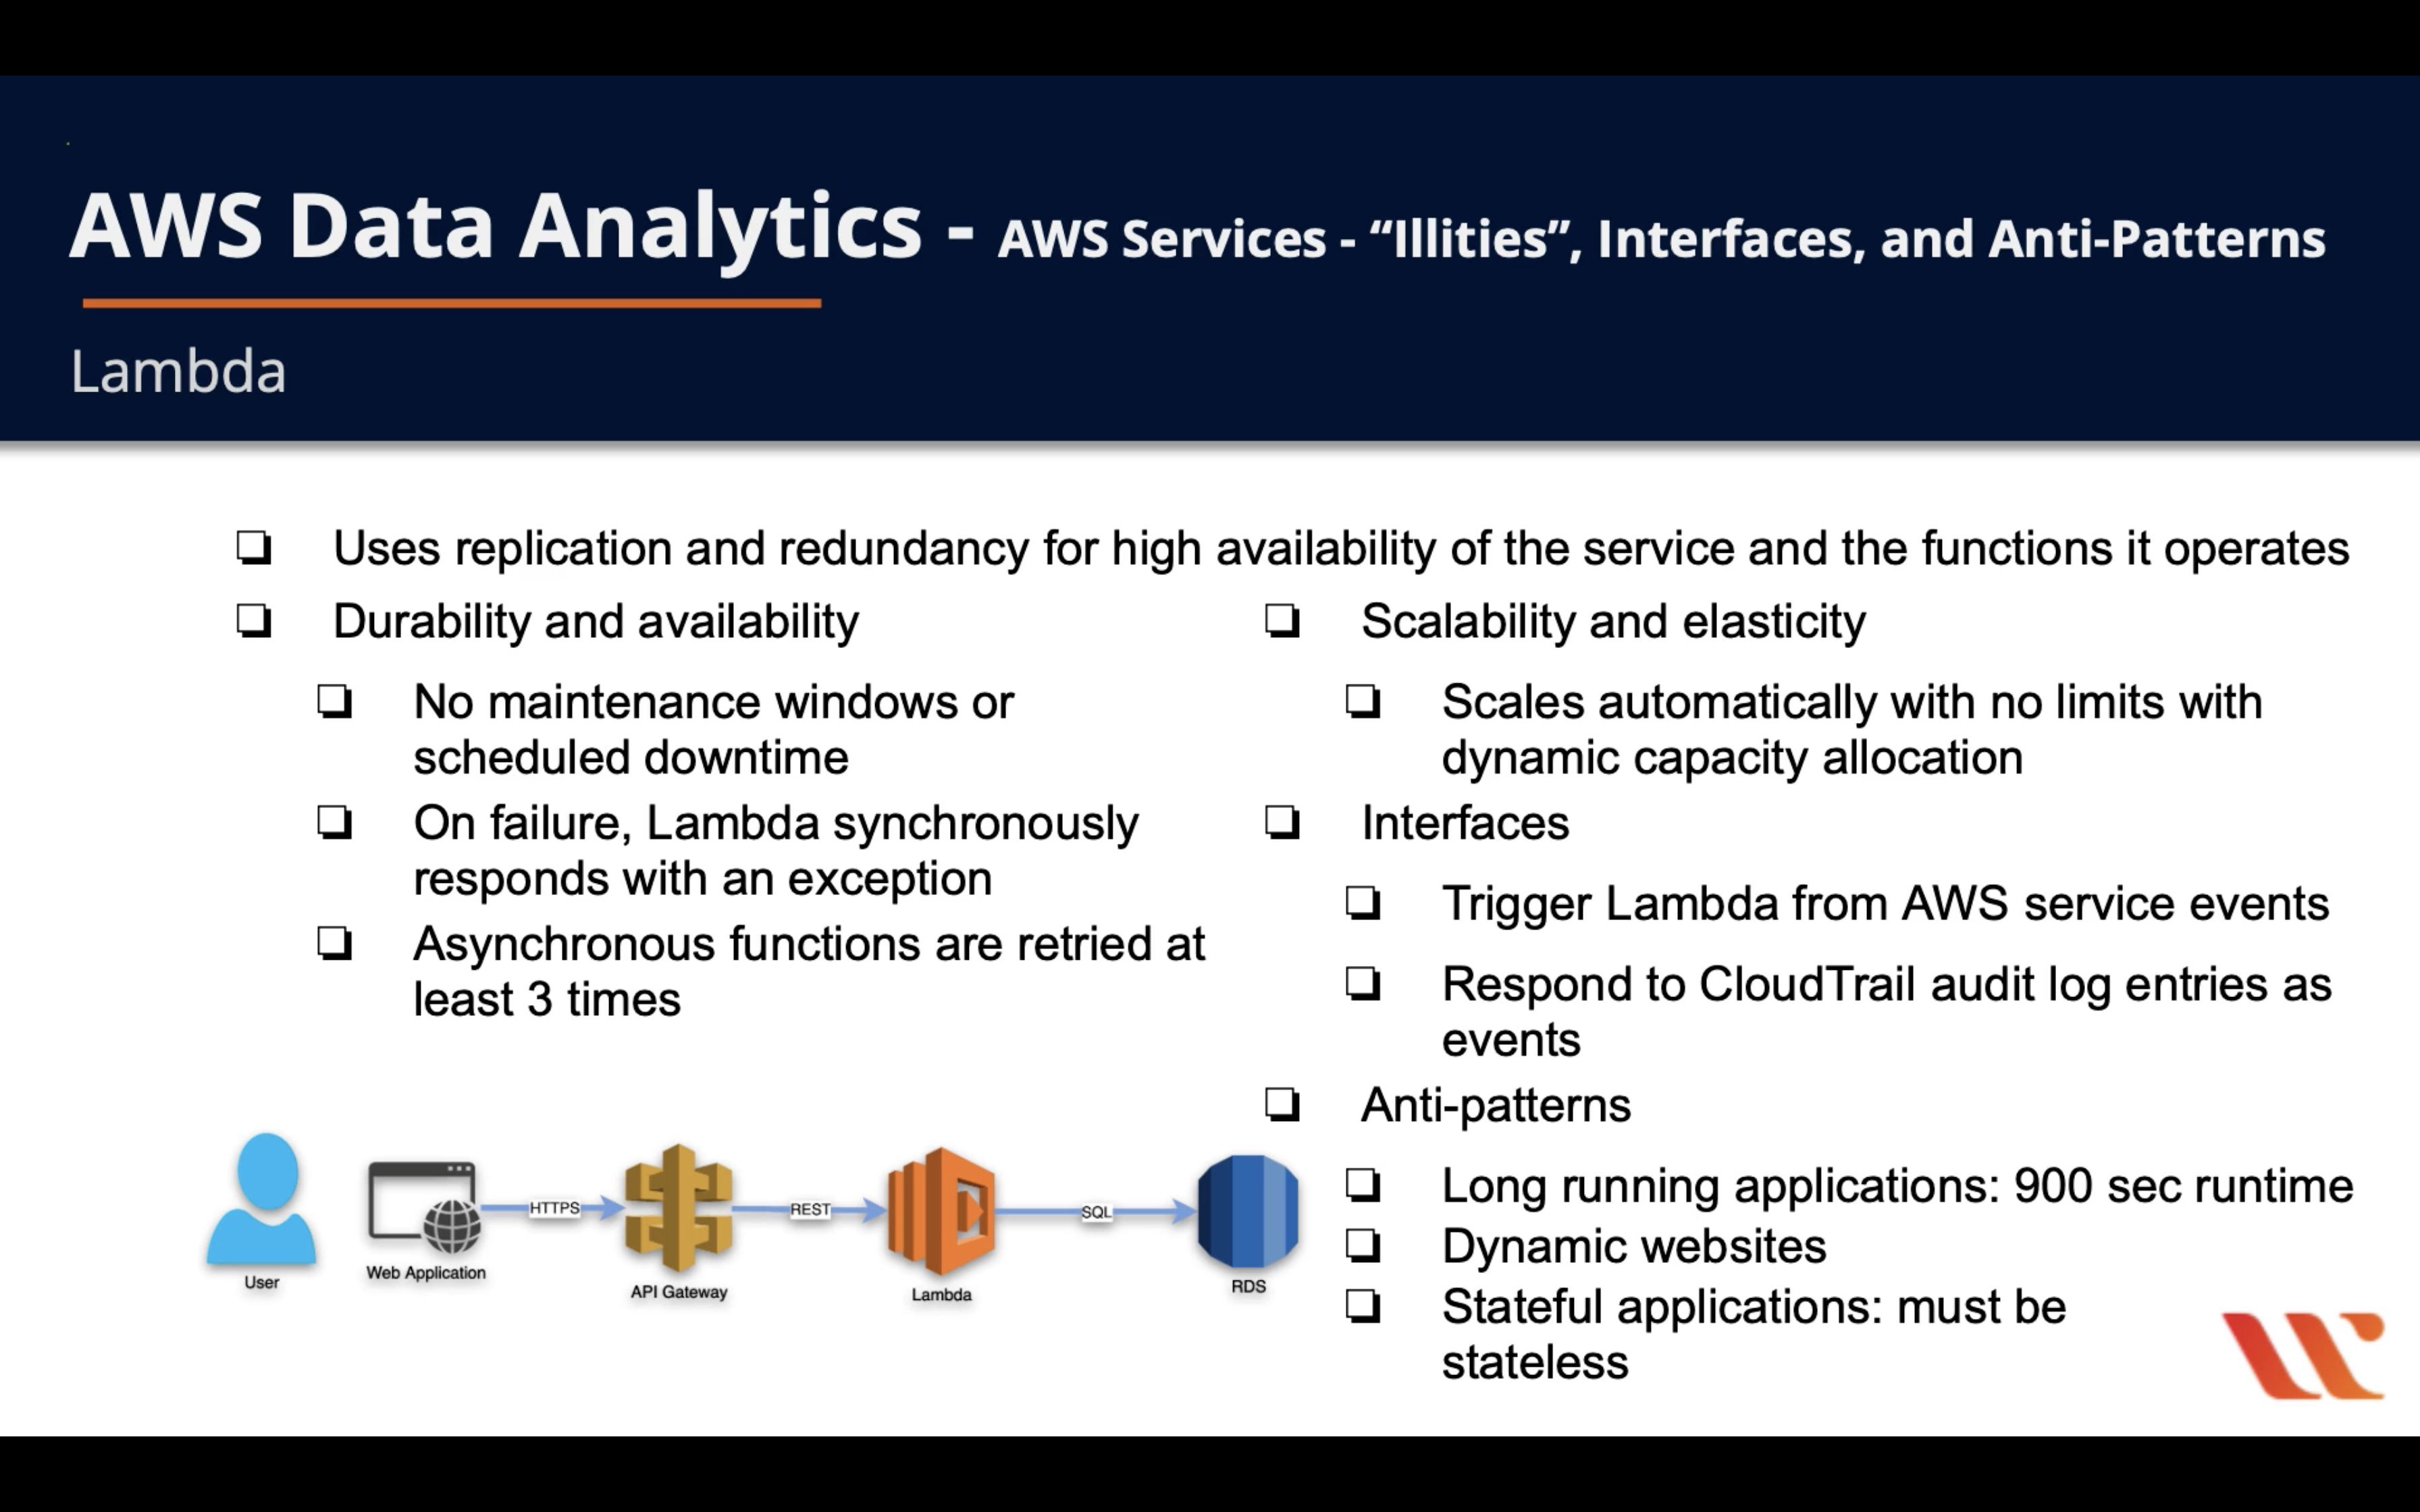 AWS Data Analytics - AWS Services - “Illities”, Interfaces, and Anti-Patterns
Lambda
❑ Uses replication and redundancy for high availability of the service and the functions it operates
❑ Durability and availability
❑ No maintenance windows or
scheduled downtime
❑ On failure, Lambda synchronously
responds with an exception
❑ Asynchronous functions are retried at
least 3 times
❑ Scalability and elasticity
❑ Scales automatically with no limits with
dynamic capacity allocation
❑ Interfaces
❑ Trigger Lambda from AWS service events
❑ Respond to CloudTrail audit log entries as
events
❑ Anti-patterns
❑ Long running applications: 900 sec runtime
❑ Dynamic websites
❑ Stateful applications: must be
stateless
User
Web Application
HTTPS
API Gateway
REST
Lambda
SQL
RDS